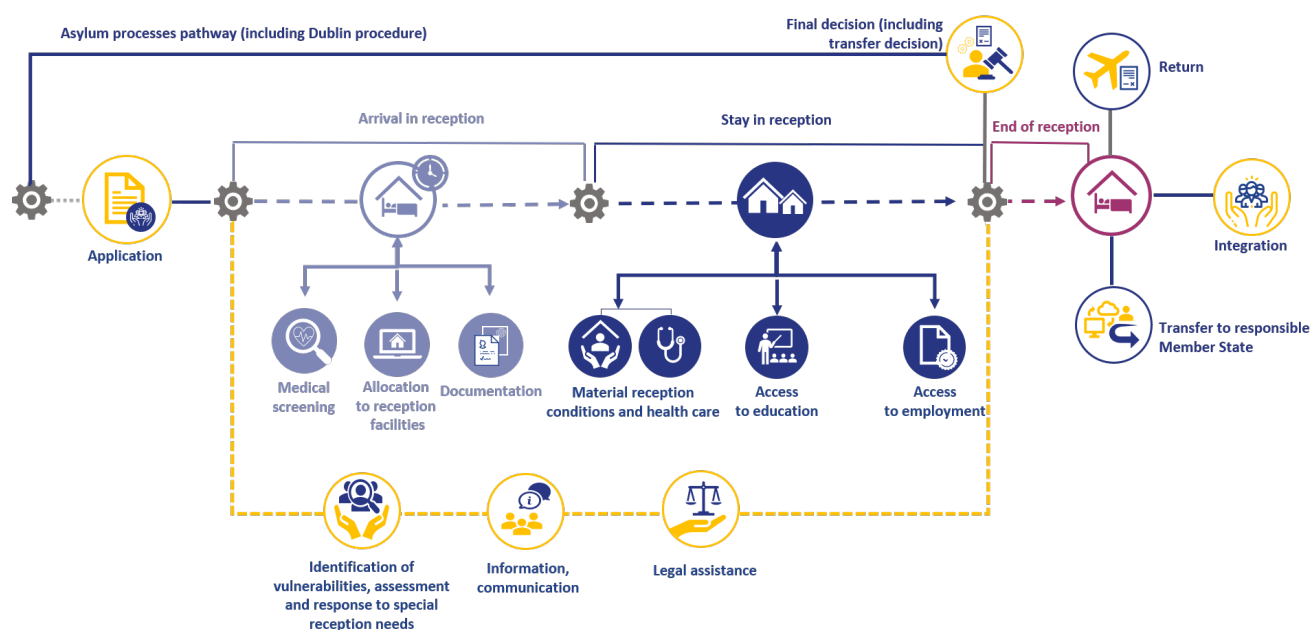 Asylum processes pathway (including Dublin procedure)
Final decision (including
transfer decision)
Return
Arrival in reception
Stay in reception
End of reception
Application
Integration
Medical
screening
Allocation
to reception
facilities
Documentation
Material reception
conditions and health care
Access
to education
Access
to employment
Transfer to responsible
Member State
Identification of
vulnerabilities, assessment
and response to special
reception needs
Information,
communication
Legal assistance